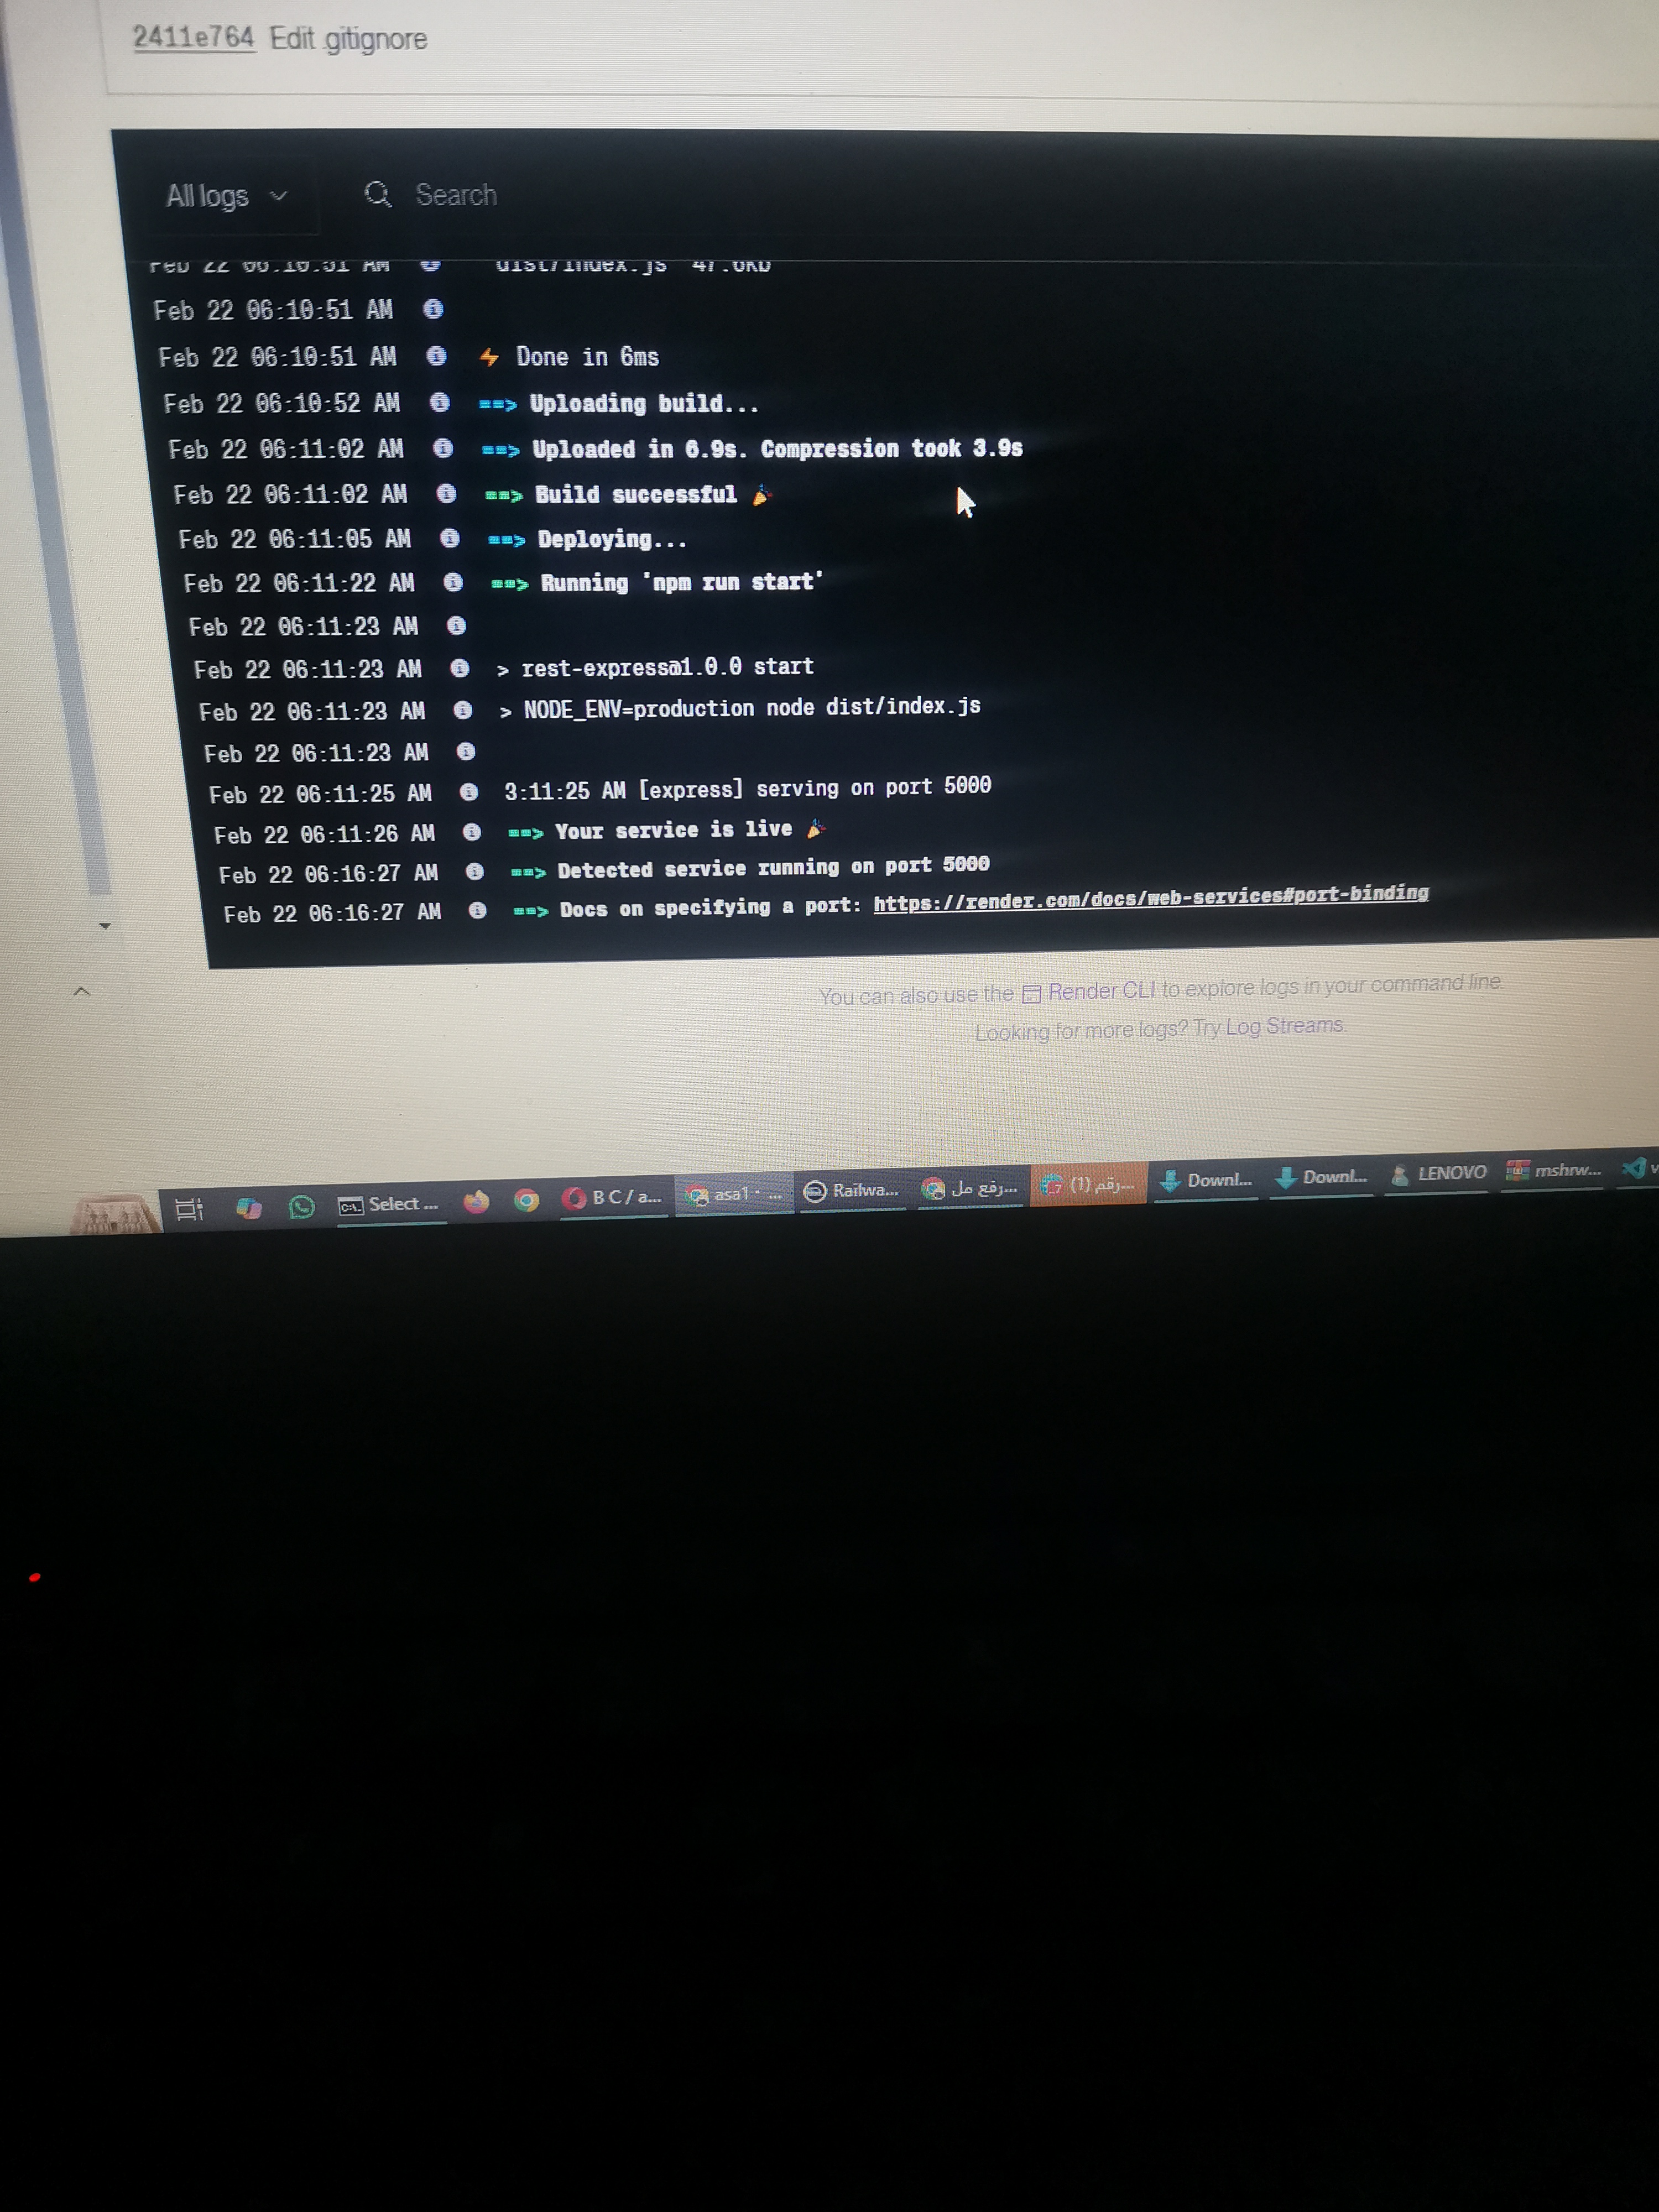 2411e764 Edit .gitignore
All logs Search
Feb 22 06:10:51 AM dist/index.js 47.0kb
Feb 22 06:10:51 AM
Feb 22 06:10:51 AM ⚡ Done in 6ms
Feb 22 06:10:52 AM ==> Uploading build...
Feb 22 06:11:02 AM ==> Uploaded in 6.9s. Compression took 3.9s
Feb 22 06:11:02 AM ==> Build successful 🎉
Feb 22 06:11:05 AM ==> Deploying...
Feb 22 06:11:22 AM ==> Running 'npm run start'
Feb 22 06:11:23 AM
Feb 22 06:11:23 AM > rest-express@1.0.0 start
Feb 22 06:11:23 AM > NODE_ENV=production node dist/index.js
Feb 22 06:11:23 AM
Feb 22 06:11:25 AM 3:11:25 AM [express] serving on port 5000
Feb 22 06:11:26 AM ==> Your service is live 🎉
Feb 22 06:16:27 AM ==> Detected service running on port 5000
Feb 22 06:16:27 AM ==> Docs on specifying a port: https://render.com/docs/web-services#port-binding
You can also use the Render CLI to explore logs in your command line.
Looking for more logs? Try Log Streams.
Select ... B C / a... asa1 · ... Railwa... رفع مل... (1) رقم... Downl... Downl... LENOVO mshrw...